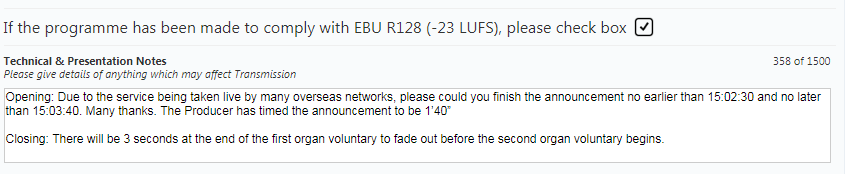 If the programme has been made to comply with EBU R128 (-23 LUFS), please check box
Technical & Presentation Notes 358 of 1500
Please give details of anything which may affect Transmission
Opening: Due to the service being taken live by many overseas networks, please could you finish the announcement no earlier than 15:02:30 and no later
than 15:03:40. Many thanks. The Producer has timed the announcement to be 1'40"
Closing: There will be 3 seconds at the end of the first organ voluntary to fade out before the second organ voluntary begins.